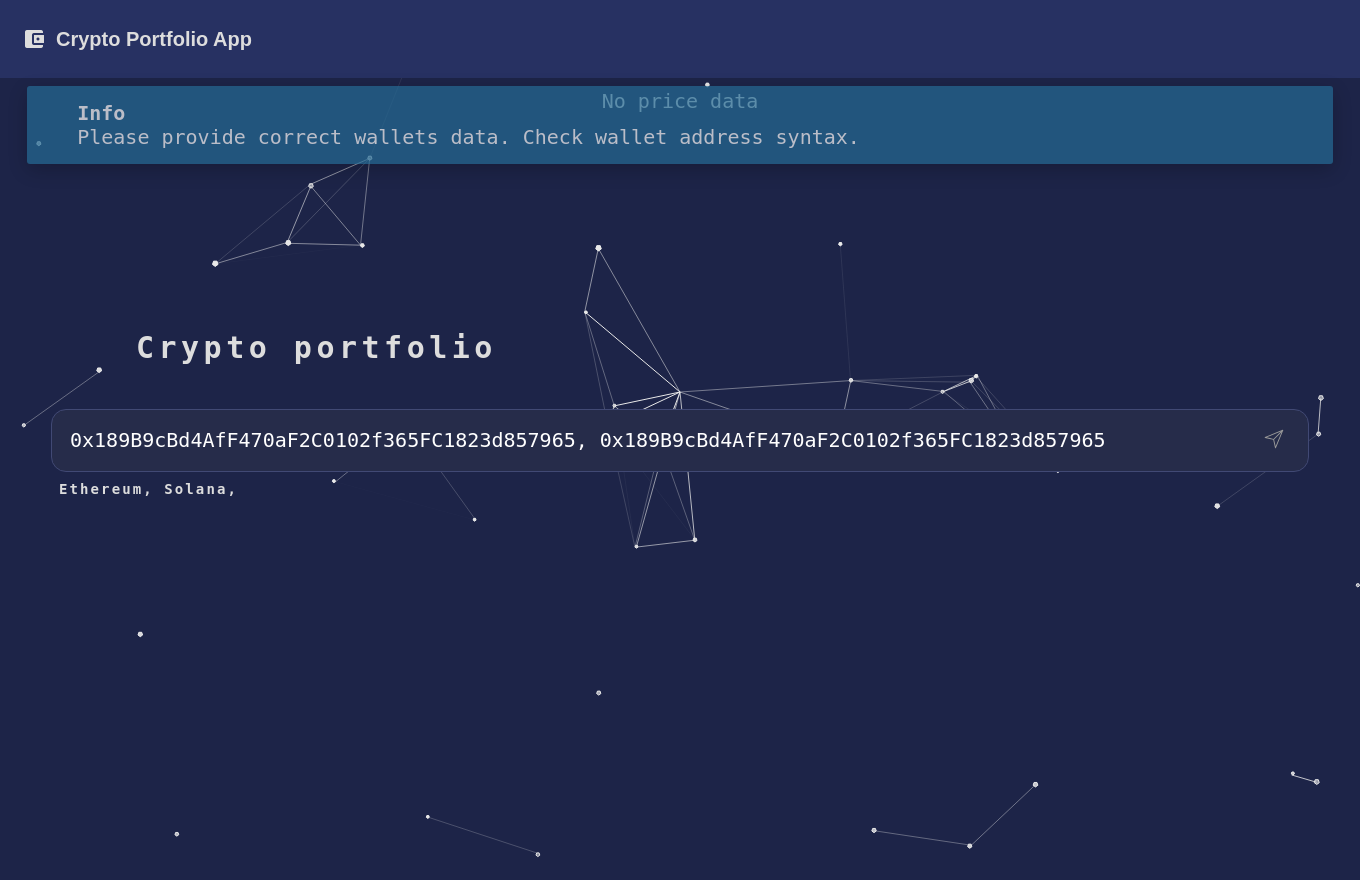 Crypto Portfolio App
No price data
Info
Please provide correct wallets data. Check wallet address syntax.
Crypto portfolio
0x189B9cBd4AfF470aF2C0102f365FC1823d857965, 0x189B9cBd4AfF470aF2C0102f365FC1823d857965
Ethereum, Solana,